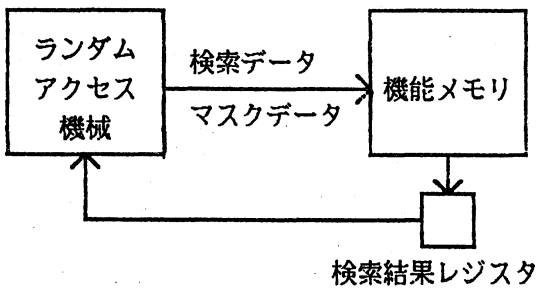 ランダム
アクセス
機械
検索データ
マスクデータ
機能メモリ
検索結果レジスタ